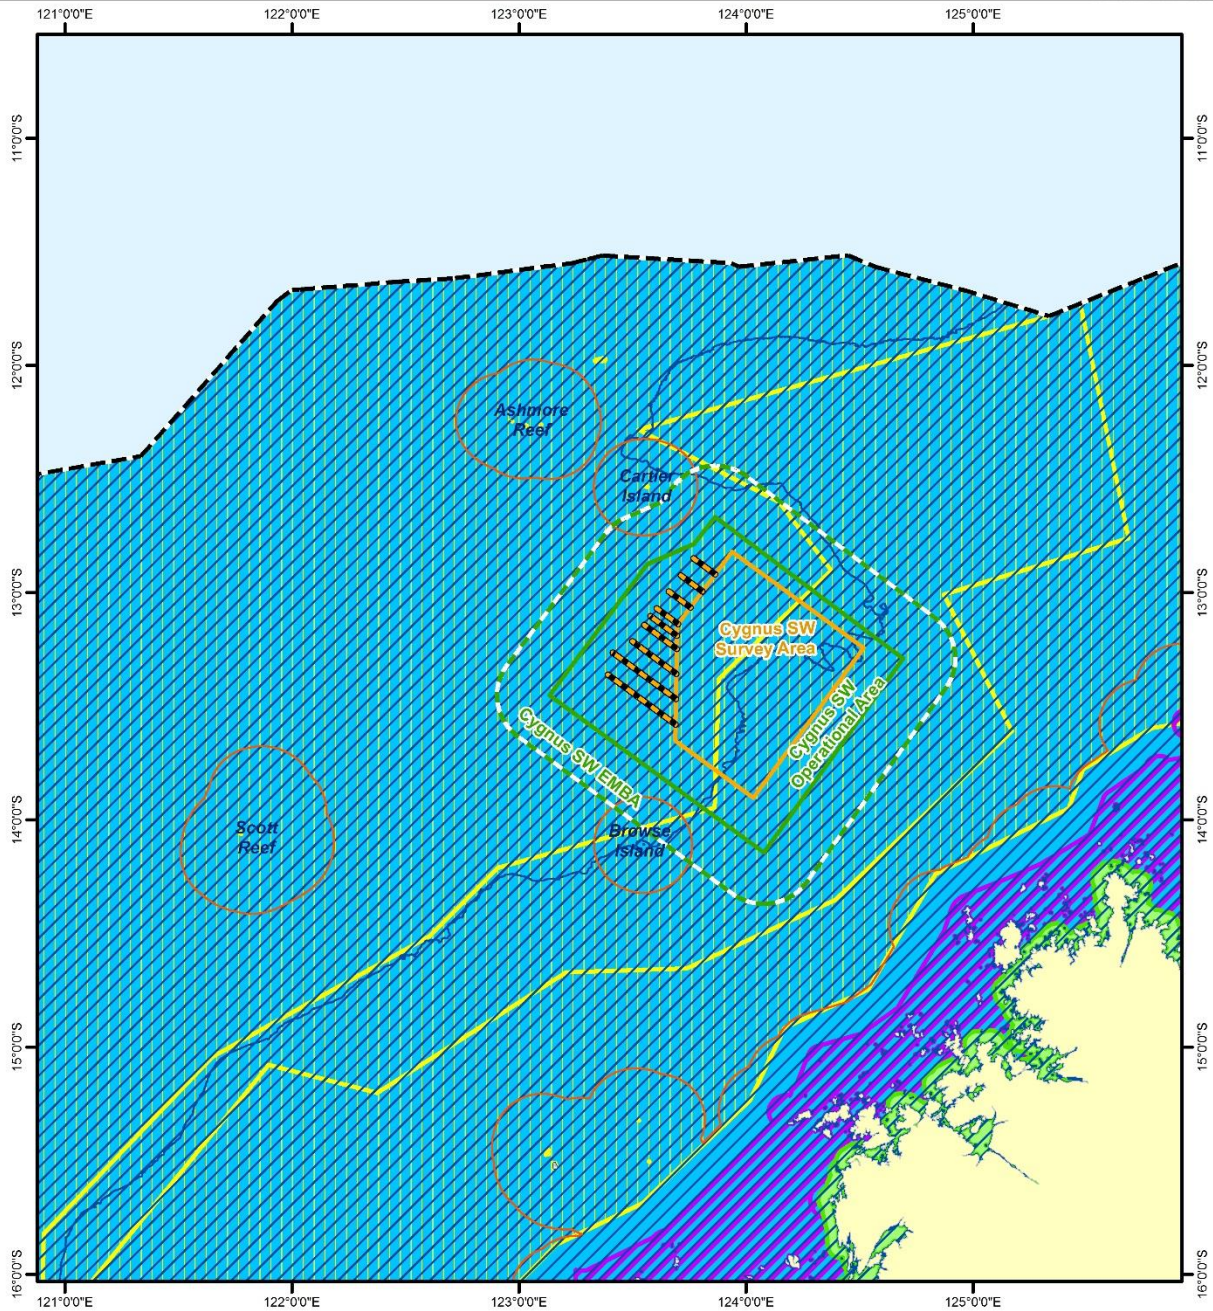 121°0'0"E
122°0'0"E
123°0'0"E
124°0'0"E
125°0'0"E
11°0'0"S
11°0'0"S
12°0'0"S
12°0'0"S
Ashmore
Reef
Cartier
Island
13°0'0"S
13°0'0"S
Cygnus SW
Survey Area
Cygnus SW
Operational Area
Cygnus SW EMBA
14°0'0"S
14°0'0"S
Scott
Reef
Browse
Island
15°0'0"S
15°0'0"S
16°0'0"S
16°0'0"S
121°0'0"E
122°0'0"E
123°0'0"E
124°0'0"E
125°0'0"E